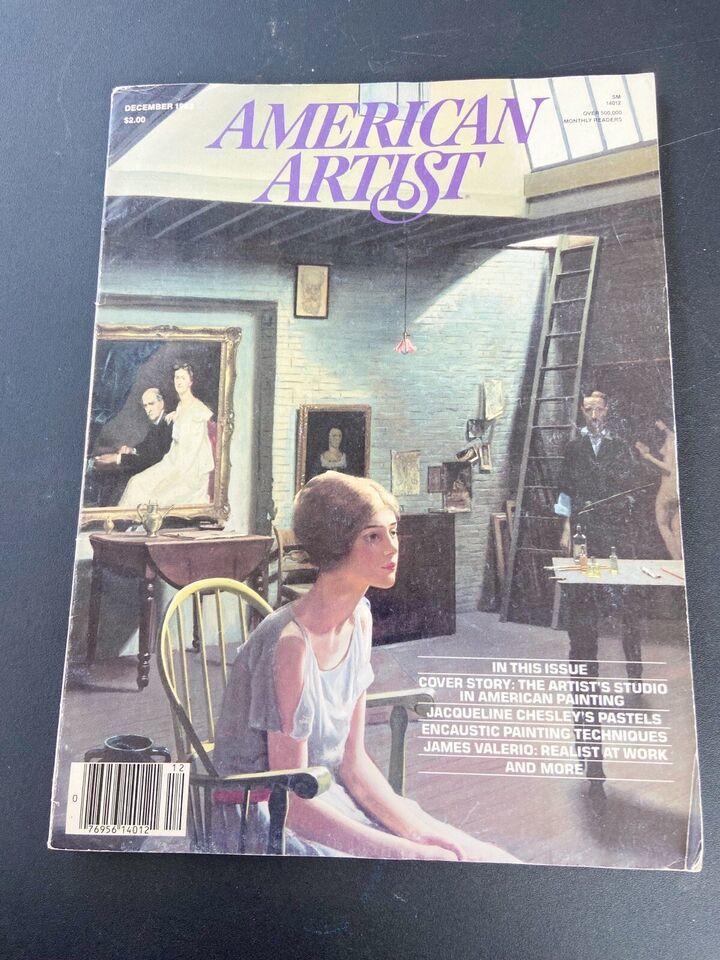 DECEMBER 1983
$2.00
AMERICAN
ARTIST
SM
14012
OVER 500,000
MONTHLY READERS
IN THIS ISSUE
COVER STORY: THE ARTIST'S STUDIO
IN AMERICAN PAINTING
JACQUELINE CHESLEY'S PASTELS
ENCAUSTIC PAINTING TECHNIQUES
JAMES VALERIO: REALIST AT WORK
AND MORE
12
0
76956 14012